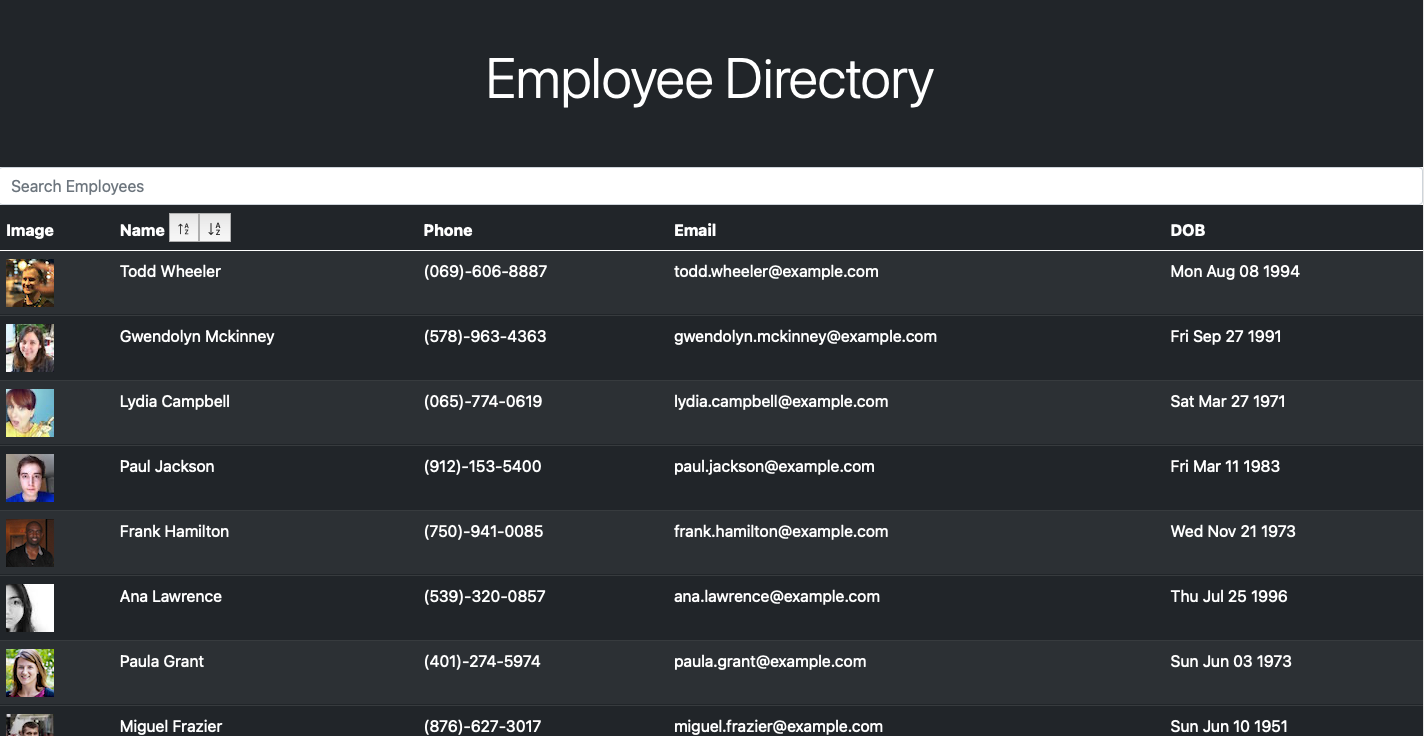 Employee Directory
Search Employees
Image Name Phone Email DOB
Todd Wheeler (069)-606-8887 todd.wheeler@example.com Mon Aug 08 1994
Gwendolyn Mckinney (578)-963-4363 gwendolyn.mckinney@example.com Fri Sep 27 1991
Lydia Campbell (065)-774-0619 lydia.campbell@example.com Sat Mar 27 1971
Paul Jackson (912)-153-5400 paul.jackson@example.com Fri Mar 11 1983
Frank Hamilton (750)-941-0085 frank.hamilton@example.com Wed Nov 21 1973
Ana Lawrence (539)-320-0857 ana.lawrence@example.com Thu Jul 25 1996
Paula Grant (401)-274-5974 paula.grant@example.com Sun Jun 03 1973
Miguel Frazier (876)-627-3017 miguel.frazier@example.com Sun Jun 10 1951